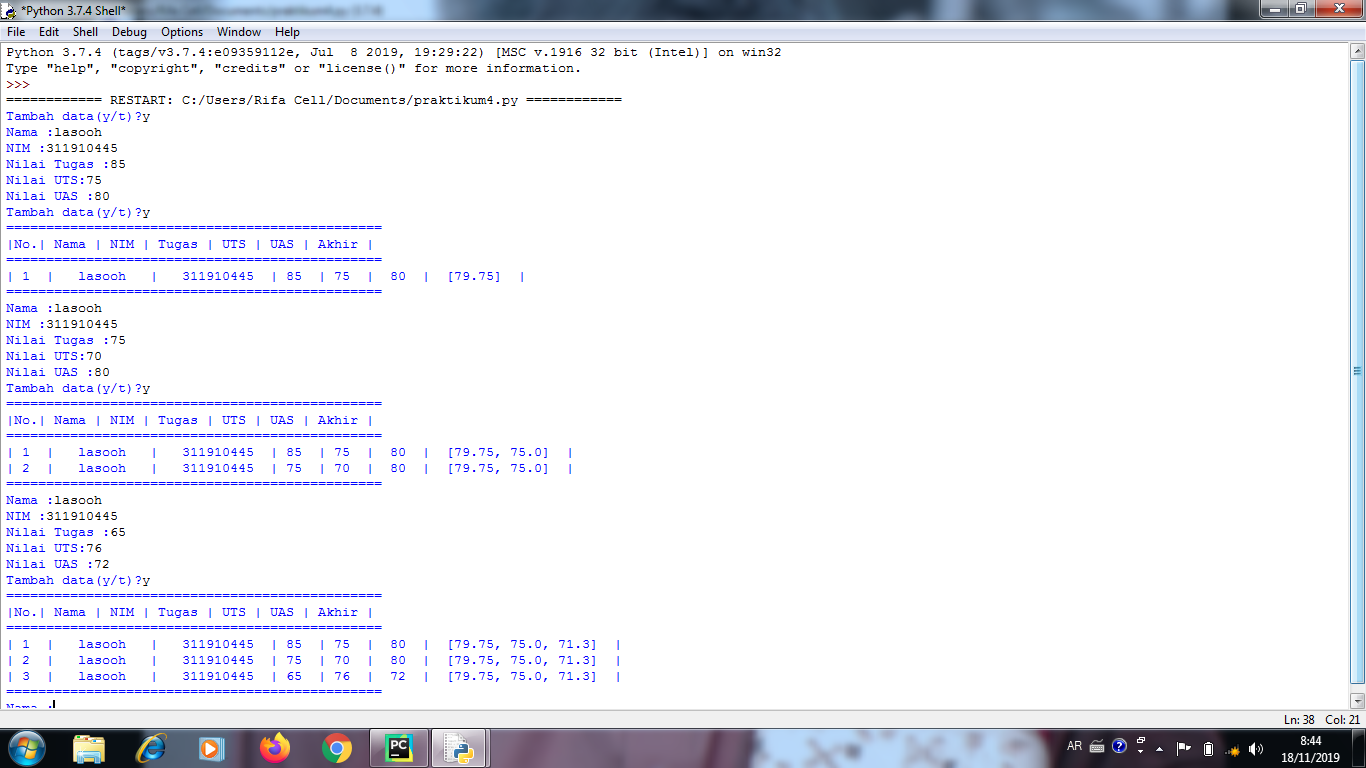 *Python 3.7.4 Shell*
File Edit Shell Debug Options Window Help
Python 3.7.4 (tags/v3.7.4:e09359112e, Jul  8 2019, 19:29:22) [MSC v.1916 32 bit (Intel)] on win32
Type "help", "copyright", "credits" or "license()" for more information.
>>>
============ RESTART: C:/Users/Rifa Cell/Documents/praktikum4.py ============
Tambah data(y/t)?y
Nama :lasooh
NIM :311910445
Nilai Tugas :85
Nilai UTS:75
Nilai UAS :80
Tambah data(y/t)?y
===============================================
|No.| Nama | NIM | Tugas | UTS | UAS | Akhir |
===============================================
| 1  |   lasooh   |   311910445  | 85  | 75  |  80  |  [79.75]  |
===============================================
Nama :lasooh
NIM :311910445
Nilai Tugas :75
Nilai UTS:70
Nilai UAS :80
Tambah data(y/t)?y
===============================================
|No.| Nama | NIM | Tugas | UTS | UAS | Akhir |
===============================================
| 1  |   lasooh   |   311910445  | 85  | 75  |  80  |  [79.75, 75.0]  |
| 2  |   lasooh   |   311910445  | 75  | 70  |  80  |  [79.75, 75.0]  |
===============================================
Nama :lasooh
NIM :311910445
Nilai Tugas :65
Nilai UTS:76
Nilai UAS :72
Tambah data(y/t)?y
===============================================
|No.| Nama | NIM | Tugas | UTS | UAS | Akhir |
===============================================
| 1  |   lasooh   |   311910445  | 85  | 75  |  80  |  [79.75, 75.0, 71.3]  |
| 2  |   lasooh   |   311910445  | 75  | 70  |  80  |  [79.75, 75.0, 71.3]  |
| 3  |   lasooh   |   311910445  | 65  | 76  |  72  |  [79.75, 75.0, 71.3]  |
===============================================
Nama :
Ln: 38 Col: 21
PC
AR
8:44
18/11/2019